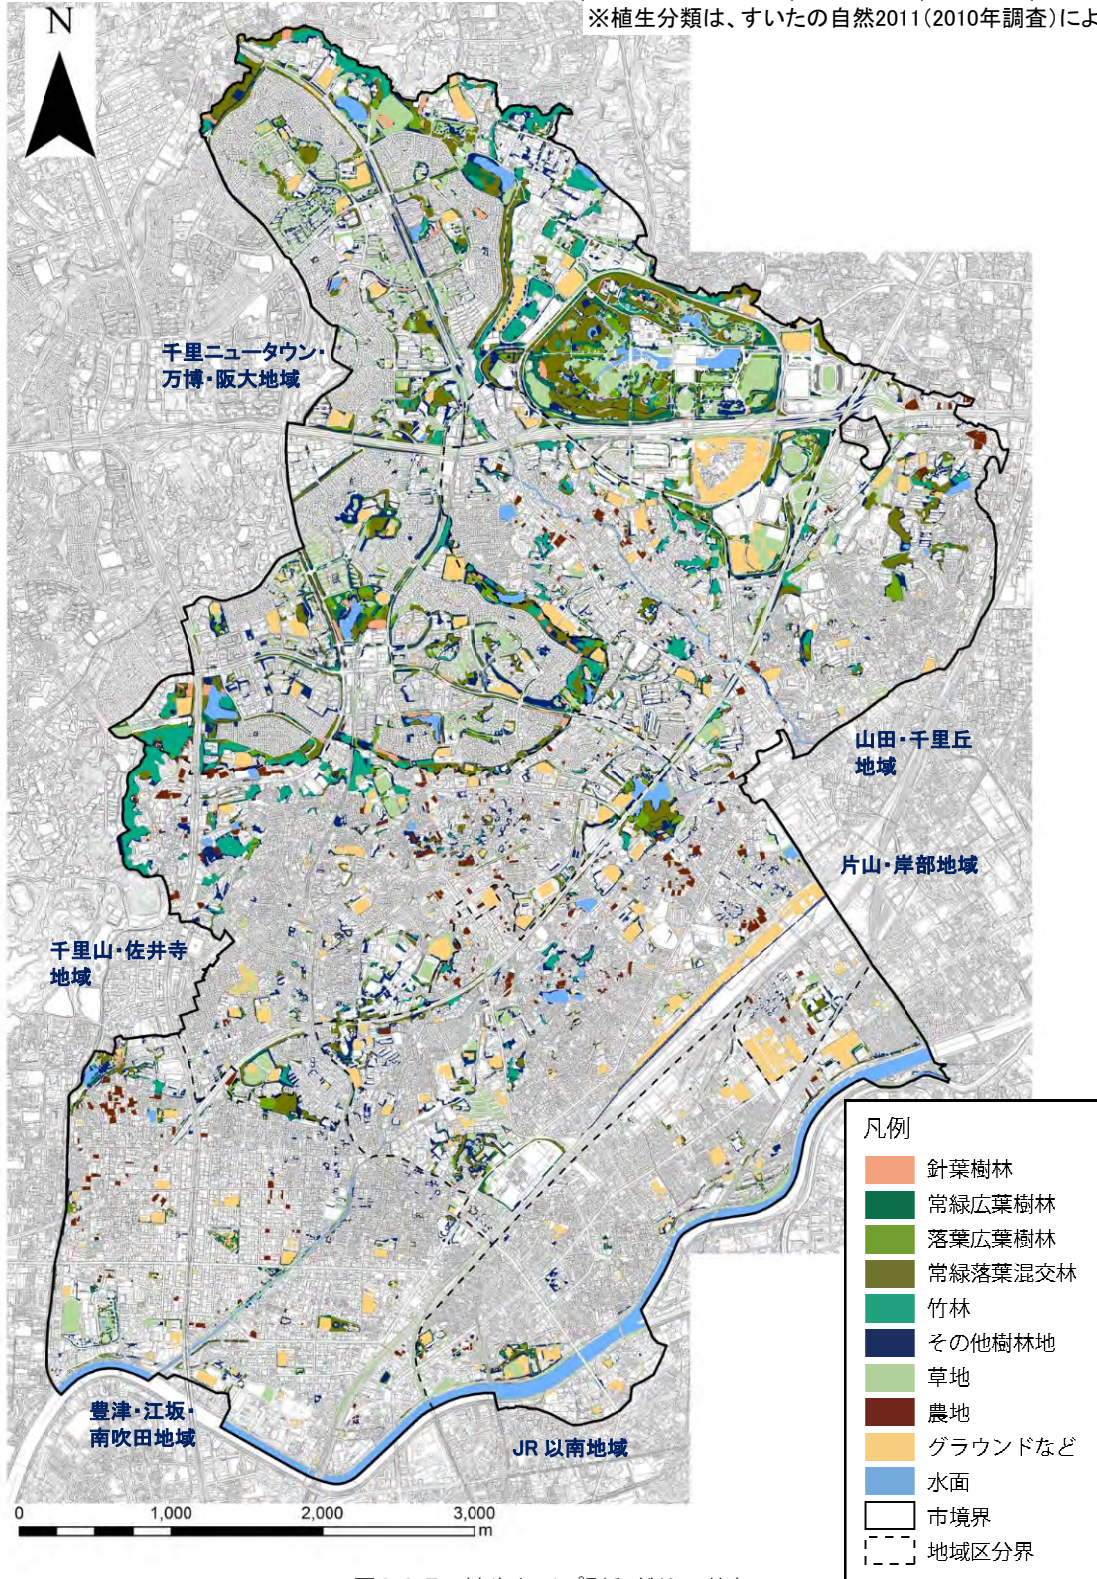 ※植生分類は、すいたの自然2011(2010年調査)によ
N
千里ニュータウン・
万博・阪大地域
山田・千里丘
地域
片山・岸部地域
千里山・佐井寺
地域
豊津・江坂・
南吹田地域
JR 以南地域
凡例
針葉樹林
常緑広葉樹林
落葉広葉樹林
常緑落葉混交林
竹林
その他樹林地
草地
農地
グラウンドなど
水面
市境界
地域区分界
0 1,000 2,000 3,000
m